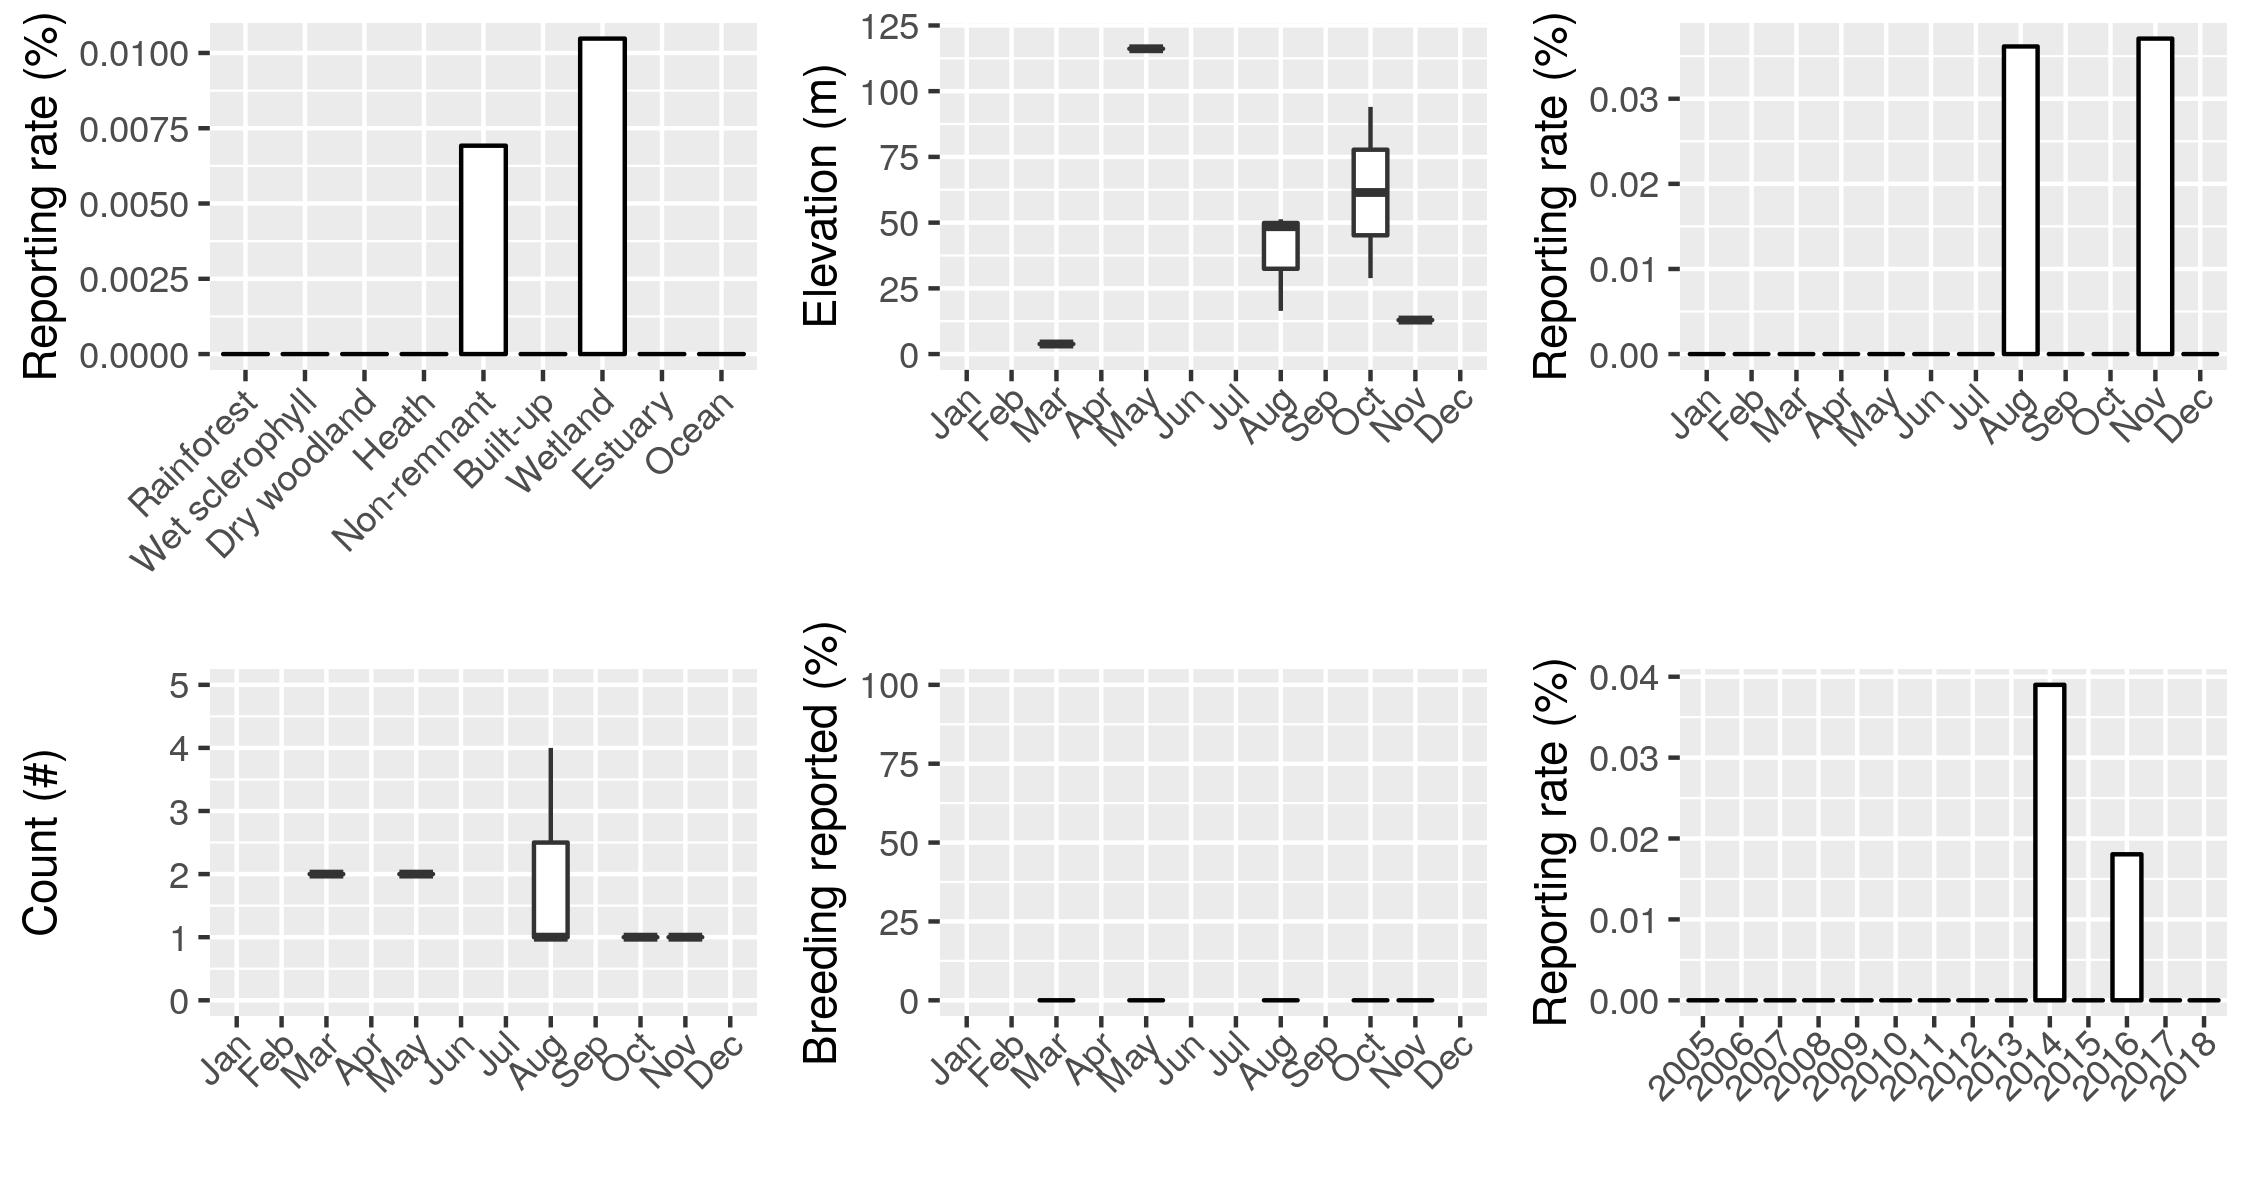 Reporting rate (%)
0.0100
0.0075
0.0050
0.0025
0.0000
Rainforest
Wet sclerophyll
Dry woodland
Heath
Non-remnant
Built-up
Wetland
Estuary
Ocean
Elevation (m)
125
100
75
50
25
0
Jan Feb Mar Apr May Jun Jul Aug Sep Oct Nov Dec
Reporting rate (%)
0.03
0.02
0.01
0.00
Jan Feb Mar Apr May Jun Jul Aug Sep Oct Nov Dec
Count (#)
5
4
3
2
1
0
Jan Feb Mar Apr May Jun Jul Aug Sep Oct Nov Dec
Breeding reported (%)
100
75
50
25
0
Jan Feb Mar Apr May Jun Jul Aug Sep Oct Nov Dec
Reporting rate (%)
0.04
0.03
0.02
0.01
0.00
2005 2006 2007 2008 2009 2010 2011 2012 2013 2014 2015 2016 2017 2018